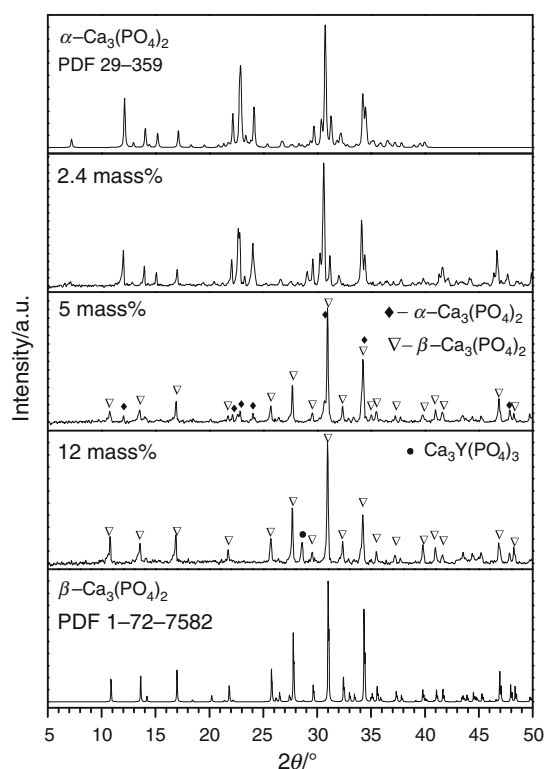 α–Ca₃(PO₄)₂
PDF 29–359
2.4 mass%
5 mass%
♦– α–Ca₃(PO₄)₂
▽– β–Ca₃(PO₄)₂
12 mass%
● Ca₃Y(PO₄)₃
β–Ca₃(PO₄)₂
PDF 1–72–7582
Intensity/a.u.
5 10 15 20 25 30 35 40 45 50
2θ/°